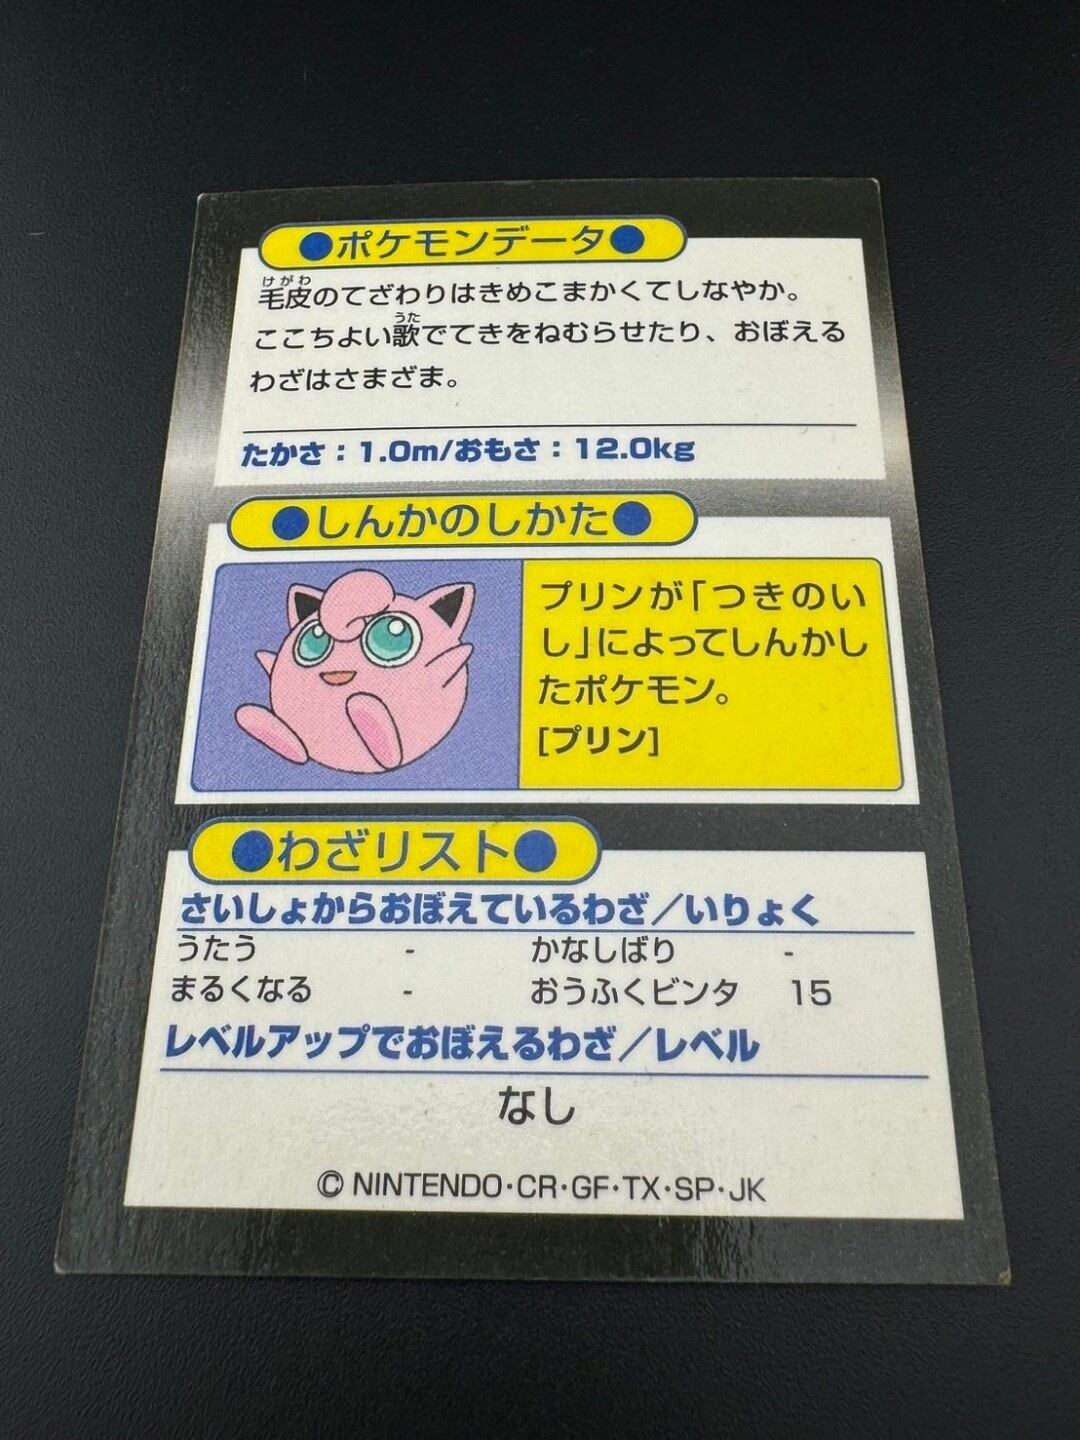 ●ポケモンデータ●
毛皮のてざわりはきめこまかくてしなやか。
けがわ
ここちよい歌でてきをねむらせたり、おぼえる
うた
わざはさまざま。
たかさ：1.0m/おもさ：12.0kg
●しんかのしかた●
プリンが｢つきのい
し｣によってしんかし
たポケモン。
[プリン]
●わざリスト●
さいしょからおぼえているわざ／いりょく
うたう - かなしばり -
まるくなる - おうふくビンタ 15
レベルアップでおぼえるわざ／レベル
なし
© NINTENDO･CR･GF･TX･SP･JK